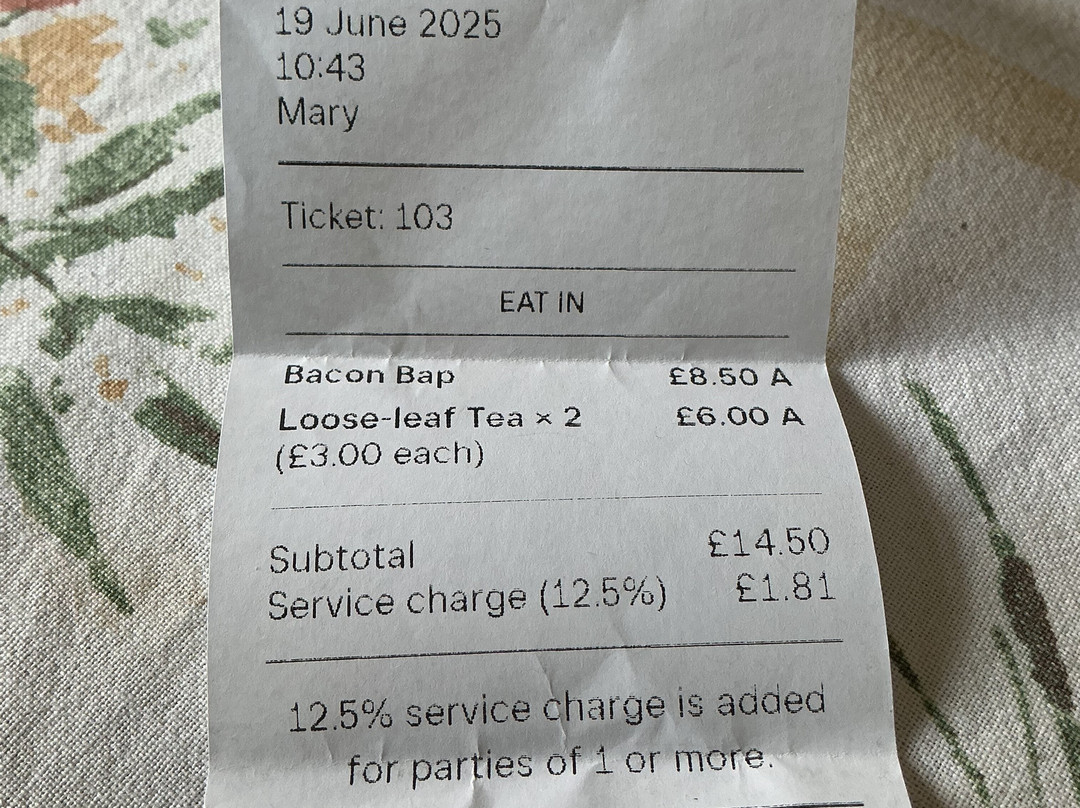 19 June 2025
10:43
Mary
Ticket: 103
EAT IN
Bacon Bap £8.50 A
Loose-leaf Tea × 2 £6.00 A
(£3.00 each)
Subtotal £14.50
Service charge (12.5%) £1.81
12.5% service charge is added
for parties of 1 or more.